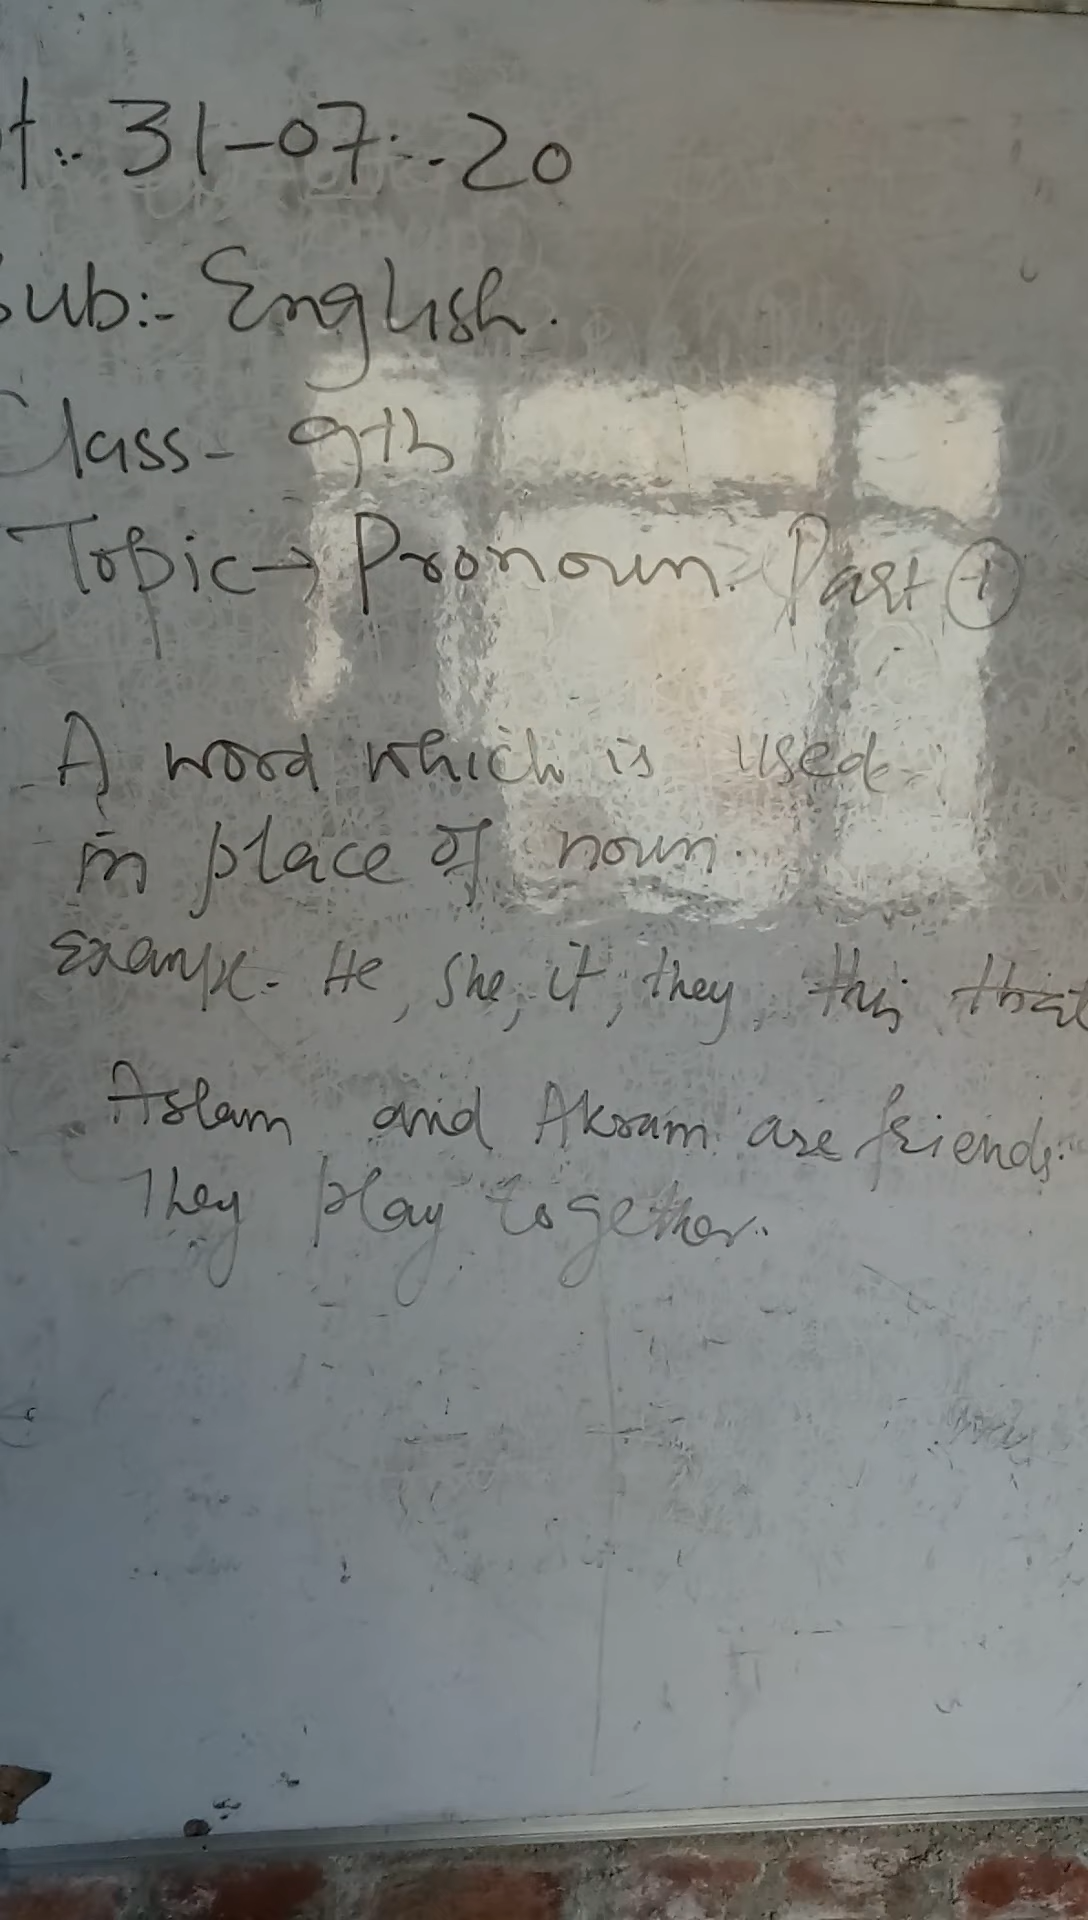 t:- 31-07:-20
Sub:- English.
Class- 9th
Topic→ Pronoun. Part ①
A word which is used
in place of noun.
Example- He, She, it, they, this that
Aslam and Akram are friends.
They play together.